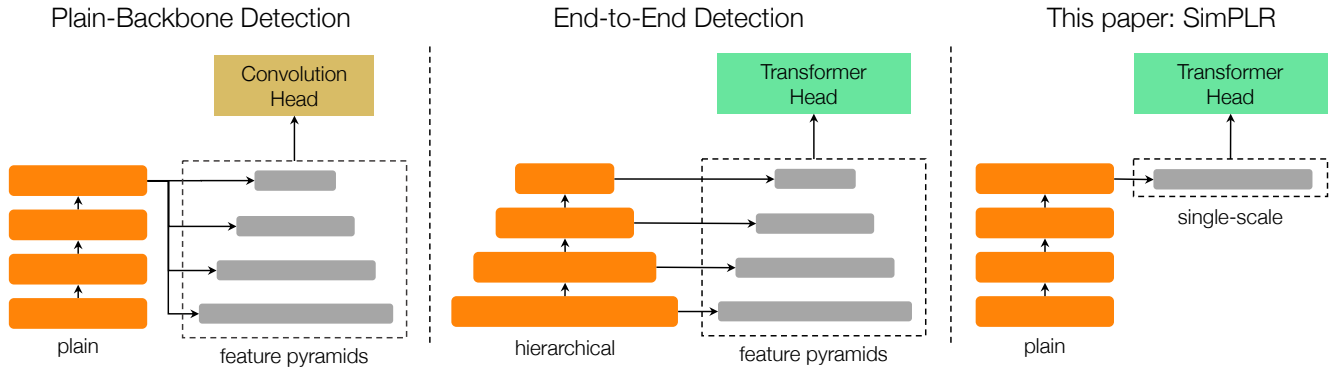 Plain-Backbone Detection
Convolution
Head
plain
feature pyramids
End-to-End Detection
Transformer
Head
hierarchical
feature pyramids
This paper: SimPLR
Transformer
Head
single-scale
plain